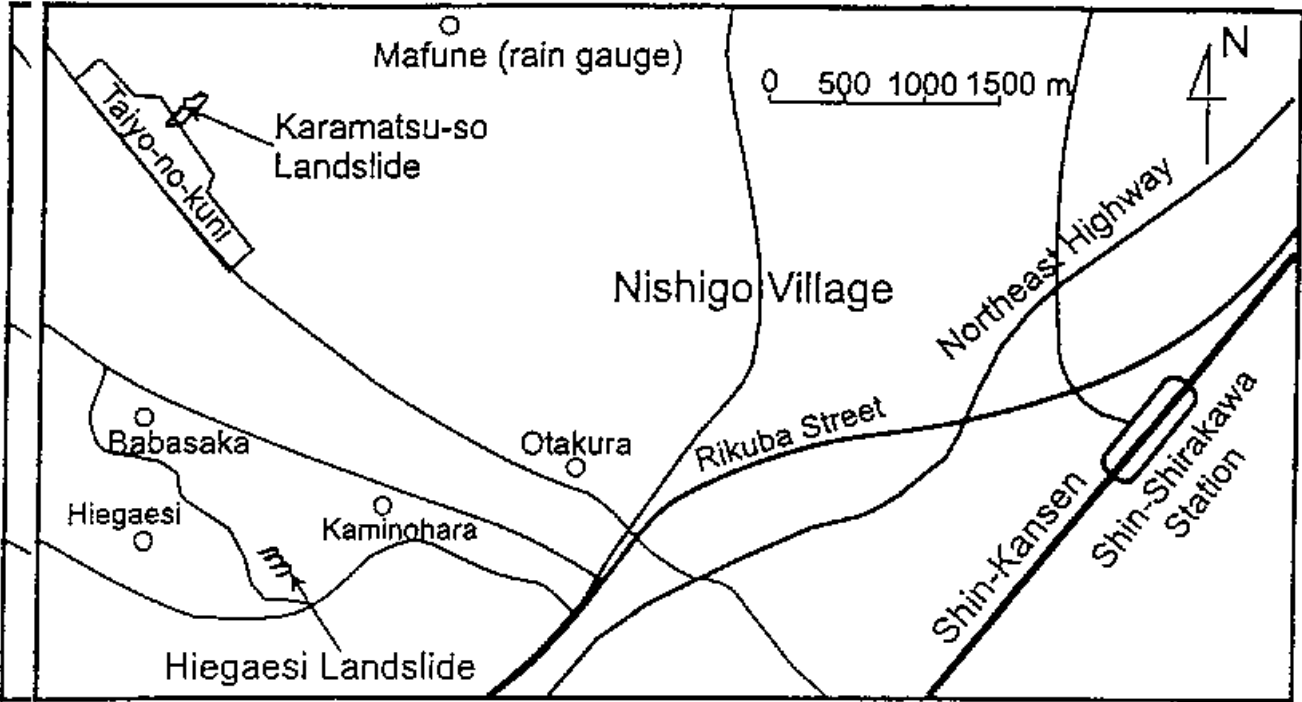 Mafune (rain gauge)
N
0 500 1000 1500 m
Taiyo-no-kuni
Karamatsu-so
Landslide
Nishigo Village
Northeast Highway
Rikuba Street
Babasaka
Otakura
Hiegaesi
Kaminohara
Shin-Kansen
Shin-Shirakawa
Station
Hiegaesi Landslide